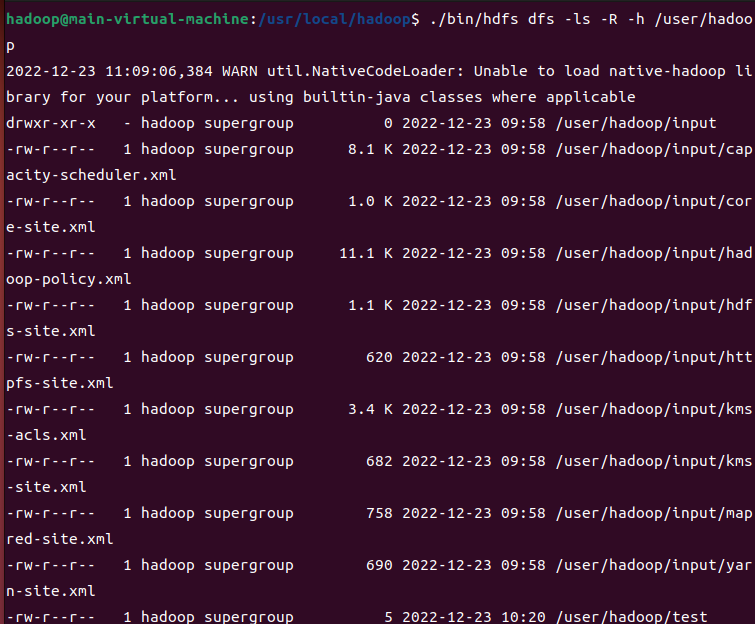 hadoop@main-virtual-machine:/usr/local/hadoop$ ./bin/hdfs dfs -ls -R -h /user/hadoo
p
2022-12-23 11:09:06,384 WARN util.NativeCodeLoader: Unable to load native-hadoop li
brary for your platform... using builtin-java classes where applicable
drwxr-xr-x   - hadoop supergroup          0 2022-12-23 09:58 /user/hadoop/input
-rw-r--r--   1 hadoop supergroup      8.1 K 2022-12-23 09:58 /user/hadoop/input/cap
acity-scheduler.xml
-rw-r--r--   1 hadoop supergroup      1.0 K 2022-12-23 09:58 /user/hadoop/input/cor
e-site.xml
-rw-r--r--   1 hadoop supergroup     11.1 K 2022-12-23 09:58 /user/hadoop/input/had
oop-policy.xml
-rw-r--r--   1 hadoop supergroup      1.1 K 2022-12-23 09:58 /user/hadoop/input/hdf
s-site.xml
-rw-r--r--   1 hadoop supergroup        620 2022-12-23 09:58 /user/hadoop/input/htt
pfs-site.xml
-rw-r--r--   1 hadoop supergroup      3.4 K 2022-12-23 09:58 /user/hadoop/input/kms
-acls.xml
-rw-r--r--   1 hadoop supergroup        682 2022-12-23 09:58 /user/hadoop/input/kms
-site.xml
-rw-r--r--   1 hadoop supergroup        758 2022-12-23 09:58 /user/hadoop/input/map
red-site.xml
-rw-r--r--   1 hadoop supergroup        690 2022-12-23 09:58 /user/hadoop/input/yar
n-site.xml
-rw-r--r--   1 hadoop supergroup          5 2022-12-23 10:20 /user/hadoop/test